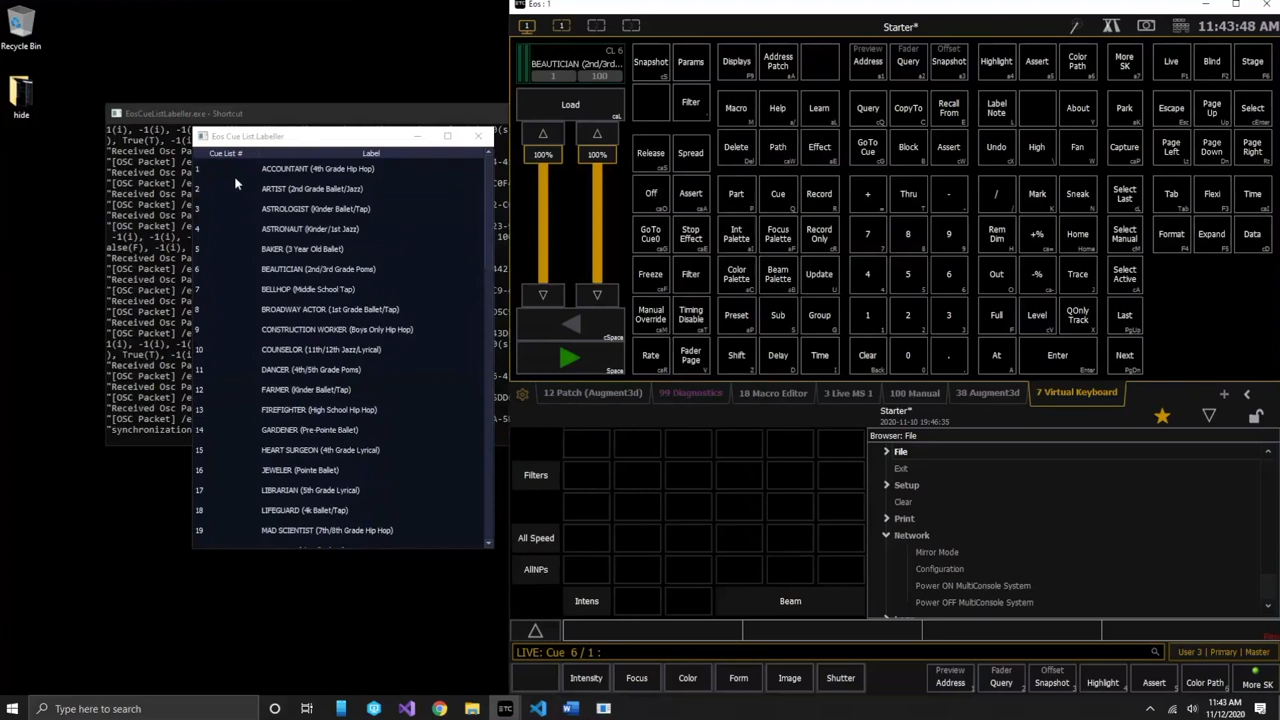 Recycle Bin
hide
EosCueListLabeller.exe - Shortcut
Eos Cue List Labeller
Cue List # Label
1 ACCOUNTANT (4th Grade Hip Hop)
2 ARTIST (2nd Grade Ballet/Jazz)
3 ASTROLOGIST (Kinder Ballet/Tap)
4 ASTRONAUT (Kinder/1st Jazz)
5 BAKER (3 Year Old Ballet)
6 BEAUTICIAN (2nd/3rd Grade Poms)
7 BELLHOP (Middle School Tap)
8 BROADWAY ACTOR (1st Grade Ballet/Tap)
9 CONSTRUCTION WORKER (Boys Only Hip Hop)
10 COUNSELOR (11th/12th Jazz/Lyrical)
11 DANCER (4th/5th Grade Poms)
12 FARMER (Kinder Ballet/Tap)
13 FIREFIGHTER (High School Hip Hop)
14 GARDENER (Pre-Pointe Ballet)
15 HEART SURGEON (4th Grade Lyrical)
16 JEWELER (Pointe Ballet)
17 LIBRARIAN (5th Grade Lyrical)
18 LIFEGUARD (4k Ballet/Tap)
19 MAD SCIENTIST (7th/8th Grade Hip Hop)
Eos : 1
1 1 Starter* 11:43:48 AM
CL 6
BEAUTICIAN (2nd/3rd...
1 100
Load
100% 100%
Snapshot Params Displays Address Patch Preview Address Fader Query Offset Snapshot Highlight Assert Color Path More SK Live Blind Stage
Filter Macro Help Learn Query CopyTo Recall From Label Note About Park Escape Page Up Select
Release Spread Delete Path Effect GoTo Cue Block Assert Undo High Address Page Left Page Down Page Right
Off Assert Part Cue Record + Thru - / Mark Sneak Select Last Tab Flexi Time
GoTo Cue0 Stop Effect Int Palette Focus Palette Record Only 7 8 9 Rem Dim +% Home Select Manual Format Expand Data
Freeze Filter Color Palette Beam Palette Update 4 5 6 Out -% Trace Select Active
Manual Override Timing Disable Preset Sub Group 1 2 3 Full Level QOnly Track Last
Rate Fader Page Shift Delay Time Clear 0 . At Enter Next
12 Patch (Augment3d) 99 Diagnostics 18 Macro Editor 3 Live MS 1 100 Manual 38 Augment3d 7 Virtual Keyboard
Starter*
2020-11-10 19:46:35
Browser: File
File
Exit
Setup
Clear
Print
Network
Mirror Mode
Configuration
Power ON MultiConsole System
Power OFF MultiConsole System
Filters
All Speed
AllNPs
Intens Beam
LIVE: Cue 6 / 1 :
User 3 | Primary | Master
Intensity Focus Color Form Image Shutter Preview Address Fader Query Offset Snapshot Highlight Assert Color Path More SK
Type here to search
11:43 AM
11/12/2020